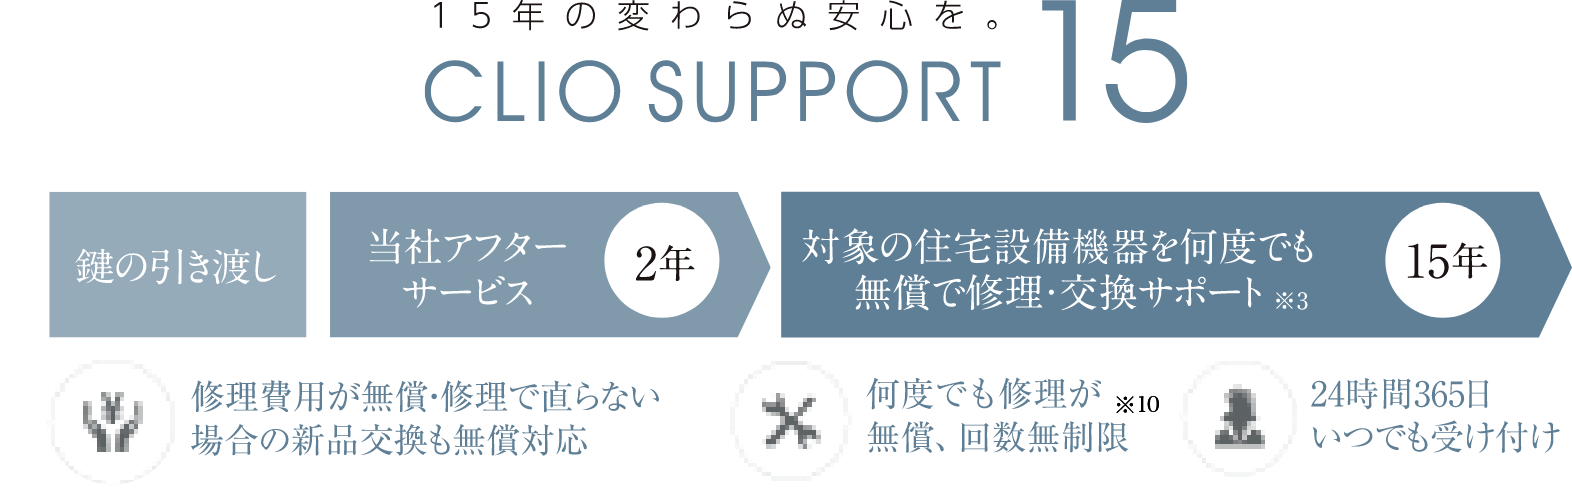 15年の変わらぬ安心を。
CLIO SUPPORT 15
鍵の引き渡し
当社アフター
サービス
2年
対象の住宅設備機器を何度でも
無償で修理・交換サポート ※3
15年
修理費用が無償・修理で直らない
場合の新品交換も無償対応
何度でも修理が
無償、回数無制限 ※10
24時間365日
いつでも受け付け